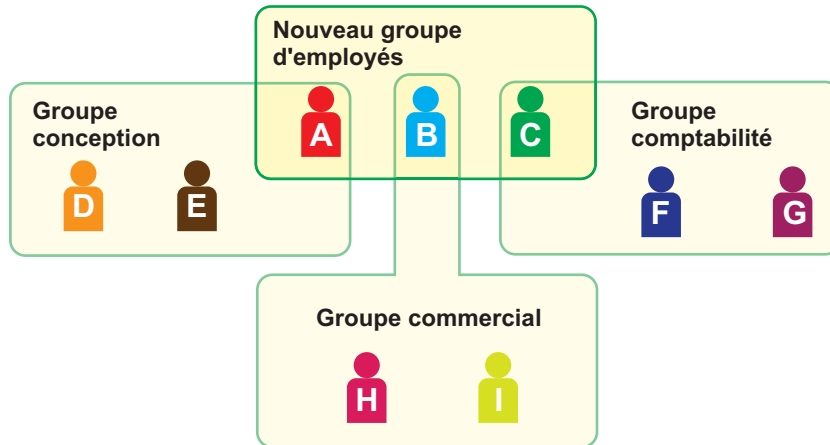 Nouveau groupe
d'employés
Groupe
conception
A
B
C
Groupe
comptabilité
D
E
F
G
Groupe commercial
H
I